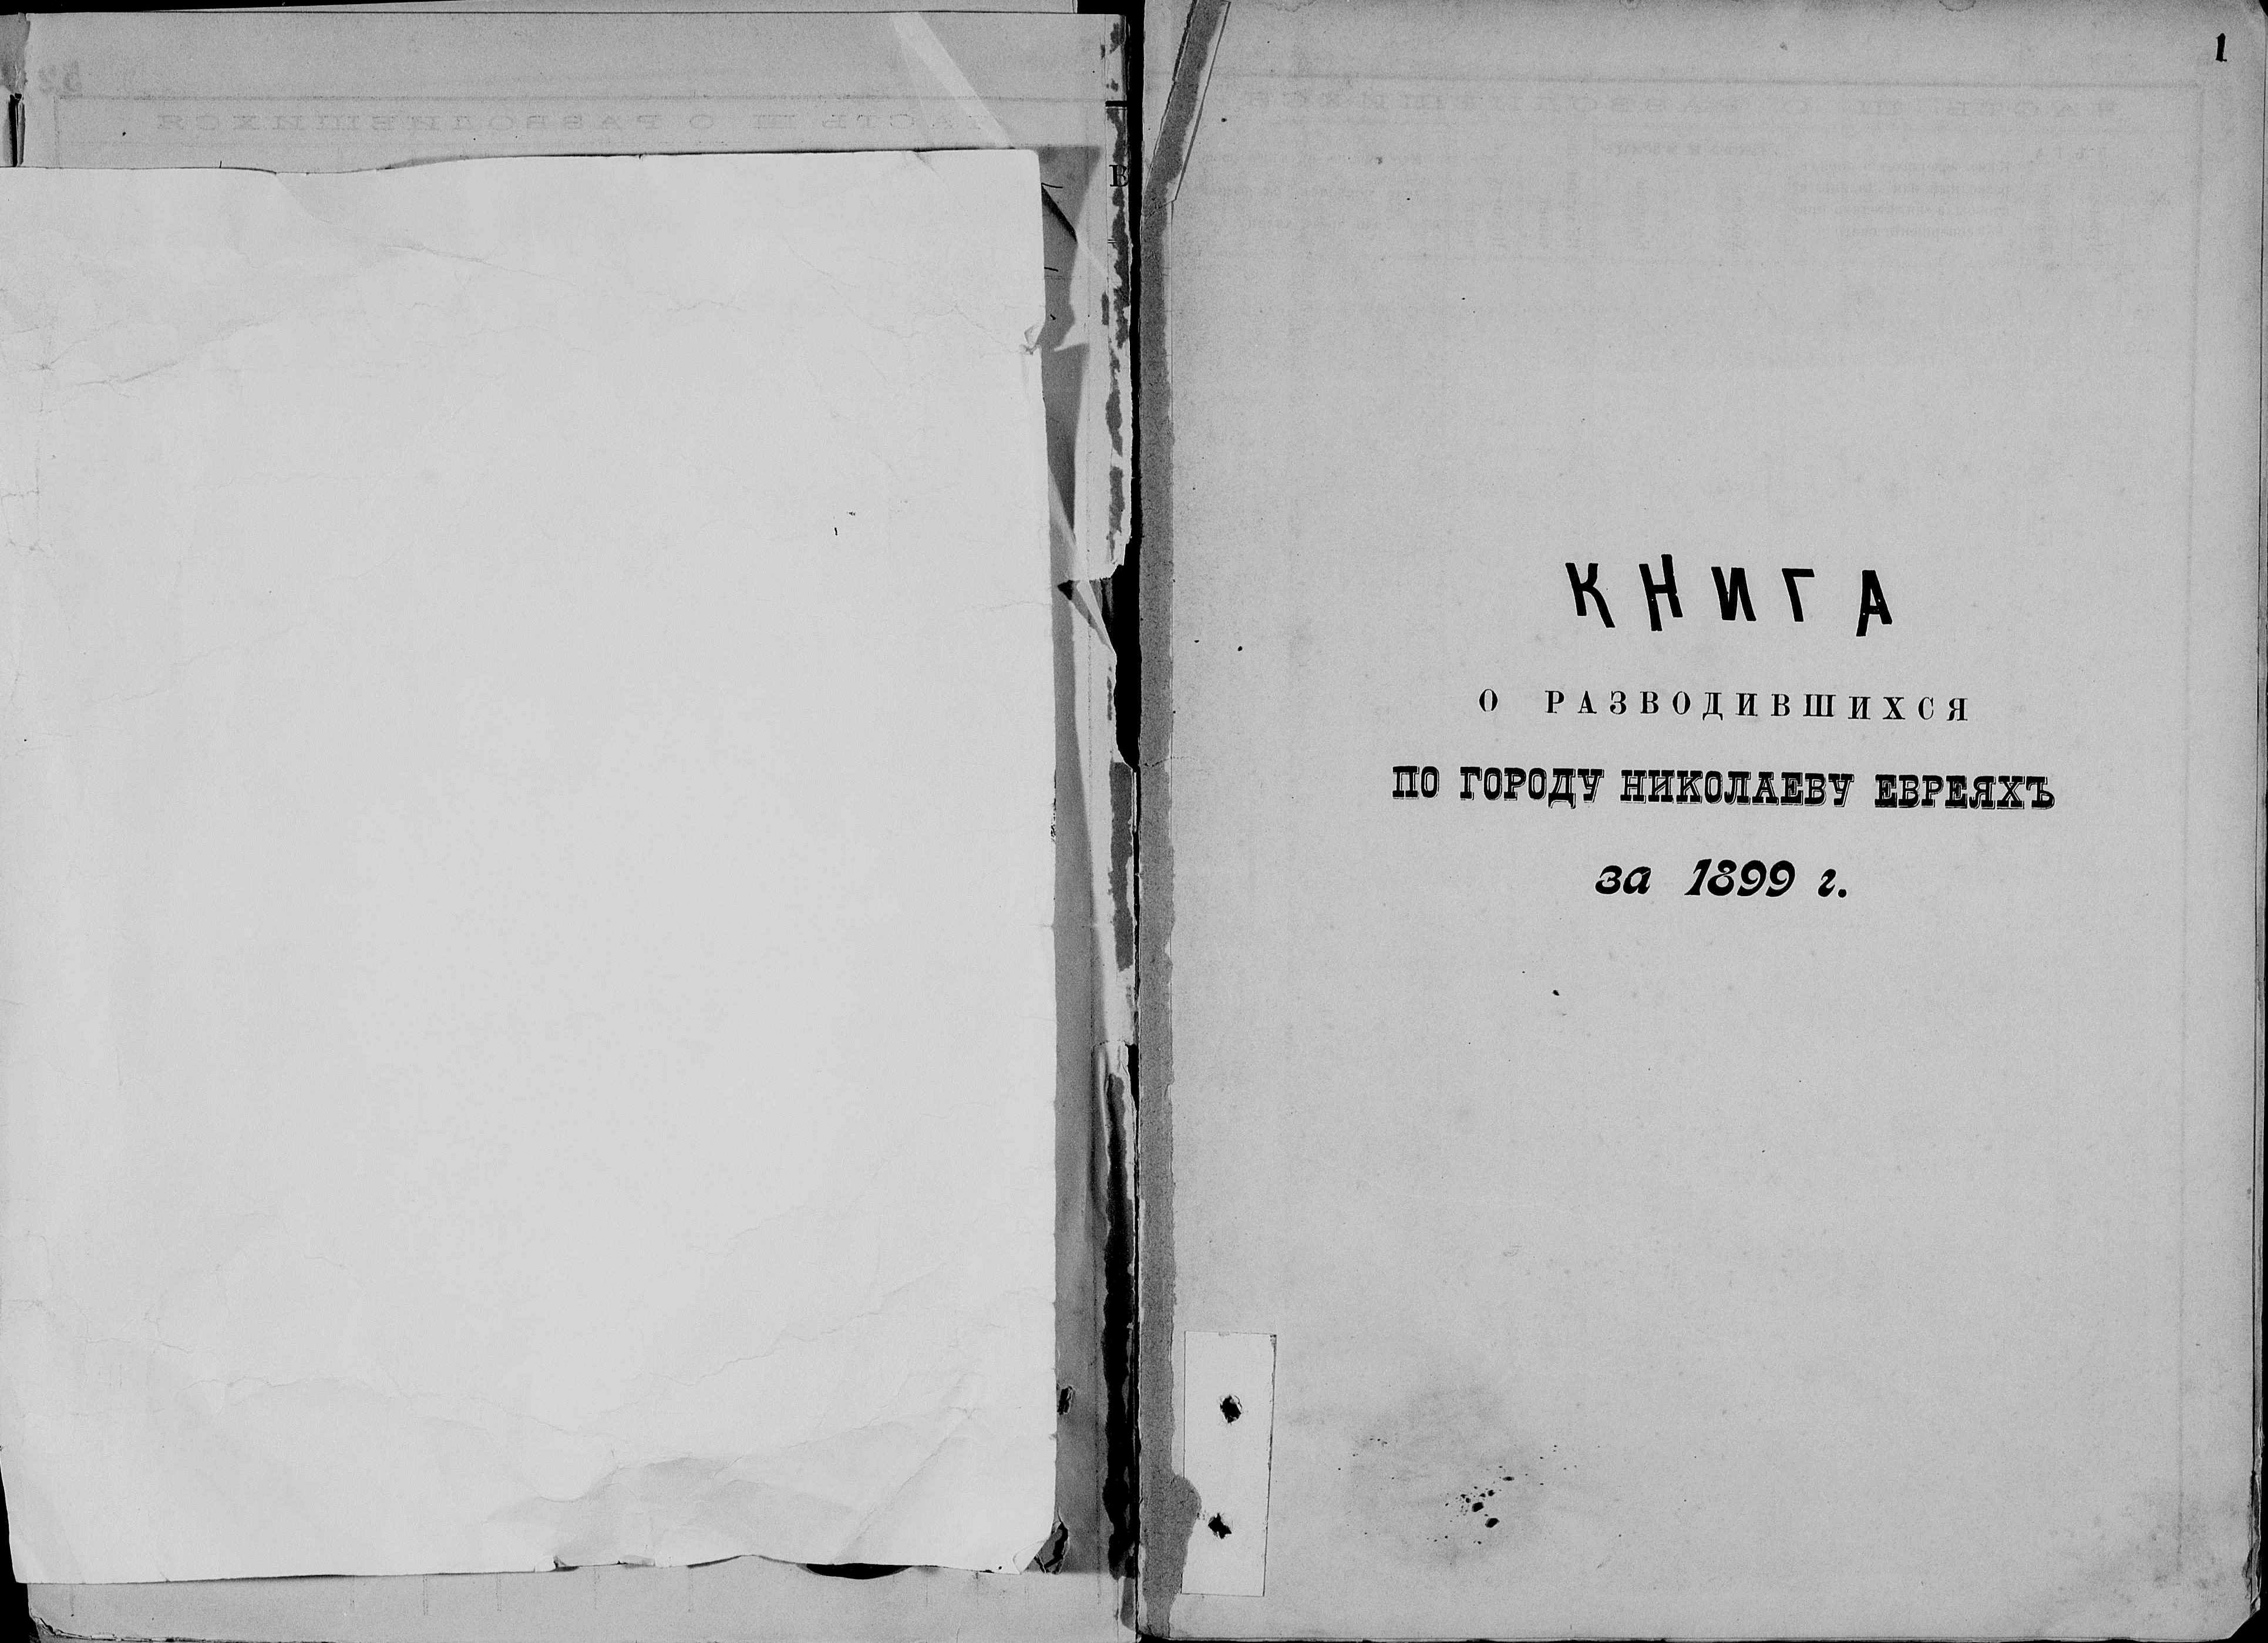 1
КНИГА
О РАЗВОДИВШИХСЯ
ПО ГОРОДУ НИКОЛАЕВУ ЕВРЕЯХЪ
за 1899 г.